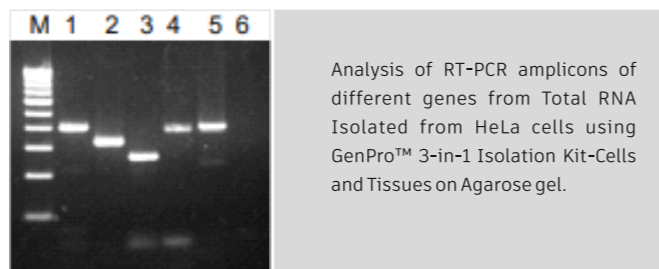 M 1 2 3 4 5 6
Analysis of RT-PCR amplicons of
different genes from Total RNA
Isolated from HeLa cells using
GenPro™ 3-in-1 Isolation Kit-Cells
and Tissues on Agarose gel.